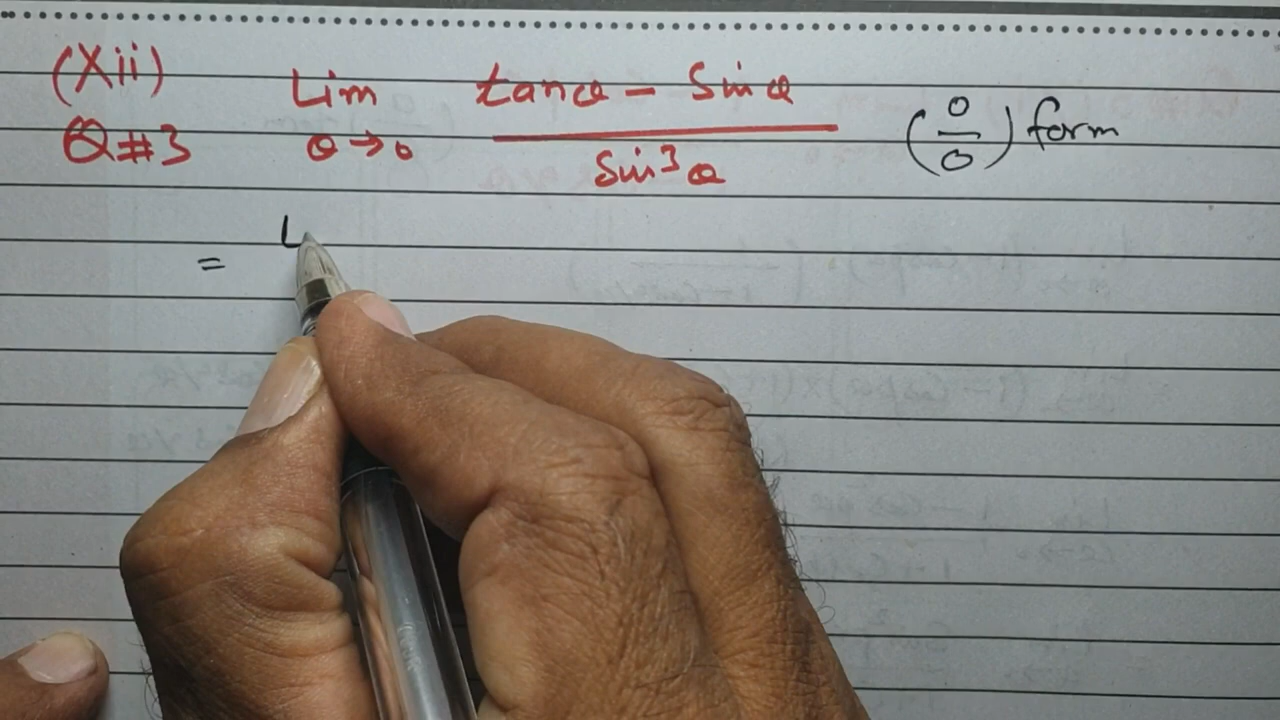 (Xii) Lim tanθ - Sinθ
Q#3 θ→0 Sin³θ (0/0) form
= L